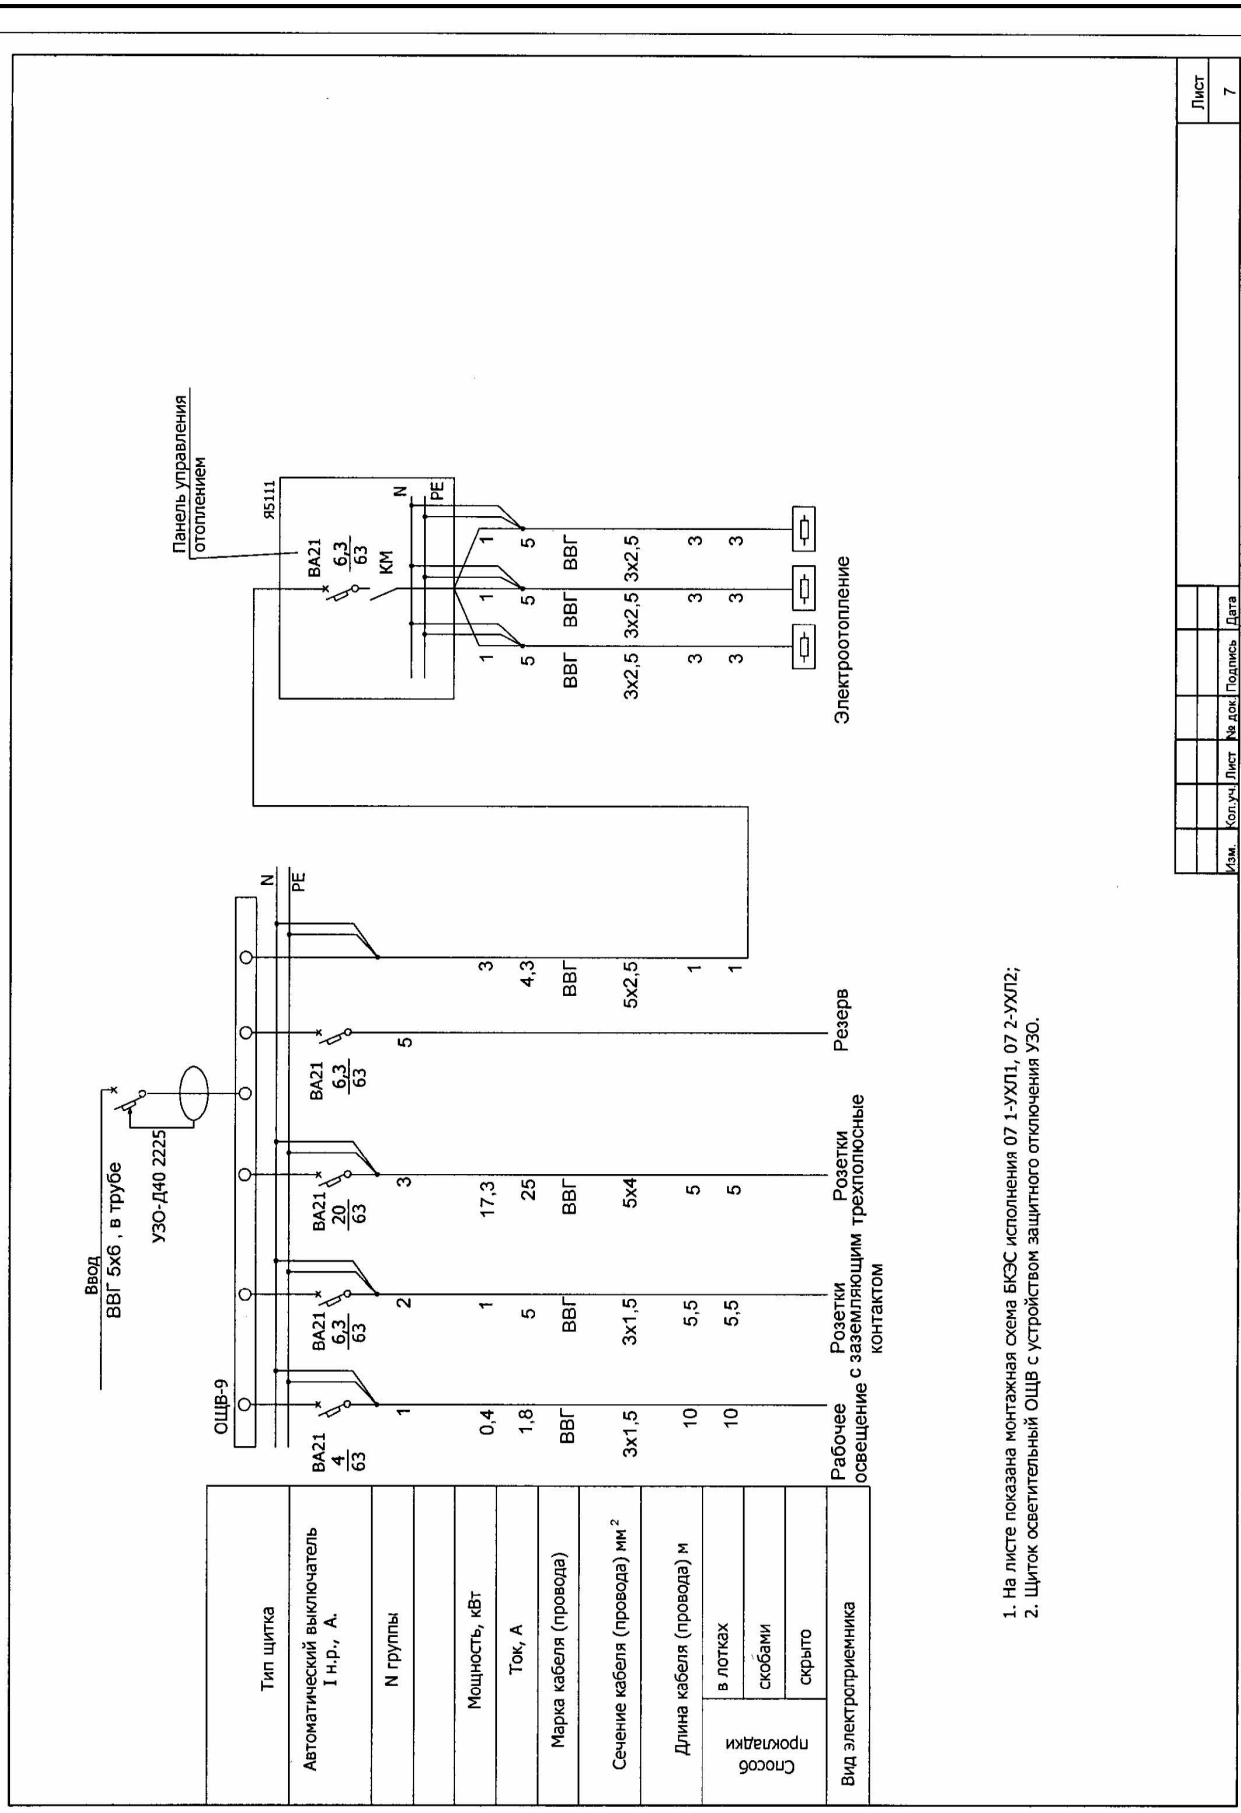 Ввод
ВВГ 5х6 , в трубе
УЗО-Д40 2225
Панель управления
отоплением
Тип щитка
ОЩВ-9
N
PE
Я5111
Автоматический выключатель
I н.р., А.
ВА21
4
63
ВА21
6,3
63
ВА21
20
63
ВА21
6,3
63
ВА21
6,3
63
КМ
N
PE
N группы
1
2
3
5
Мощность, кВт
0,4
1
17,3
3
1
1
1
Ток, А
1,8
5
25
4,3
5
5
5
Марка кабеля (провода)
ВВГ
ВВГ
ВВГ
ВВГ
ВВГ
ВВГ
ВВГ
Сечение кабеля (провода) мм 2
3х1,5
3х1,5
5х4
5х2,5
3х2,5
3х2,5
3х2,5
Длина кабеля (провода) м
10
5,5
5
1
3
3
3
Способ
прокладки
в лотках
10
5,5
5
1
3
3
3
скобами
скрыто
Вид электроприемника
Рабочее
освещение
Розетки
с заземляющим
контактом
Розетки
трехполюсные
Резерв
Электроотопление
1. На листе показана монтажная схема БКЭС исполнения 07 1-УХЛ1, 07 2-УХЛ2;
2. Щиток осветительный ОЩВ с устройством защитного отключения УЗО.
Изм.
Кол.уч.
Лист
№ док.
Подпись
Дата
Лист
7